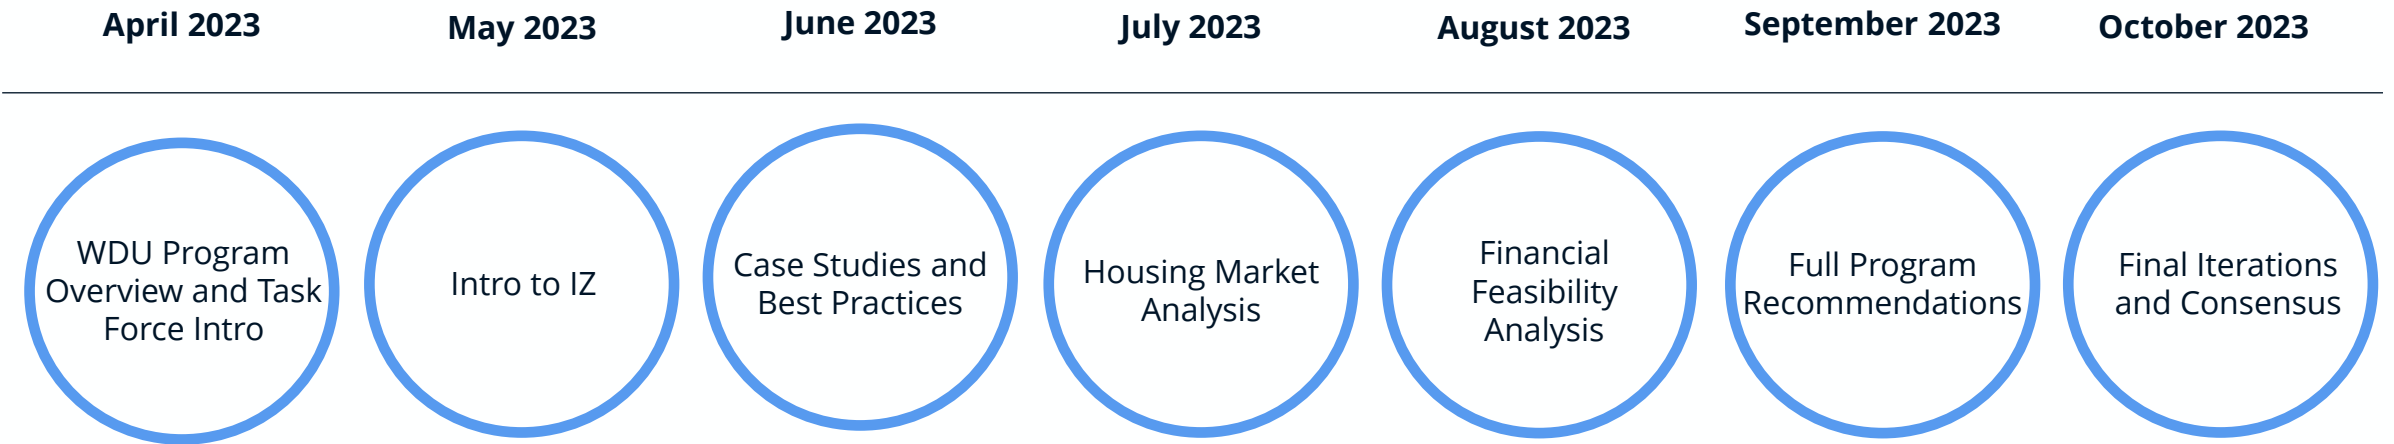 April 2023
May 2023
June 2023
July 2023
August 2023
September 2023
October 2023
WDU Program
Overview and Task
Force Intro
Intro to IZ
Case Studies and
Best Practices
Housing Market
Analysis
Financial
Feasibility
Analysis
Full Program
Recommendations
Final Iterations
and Consensus